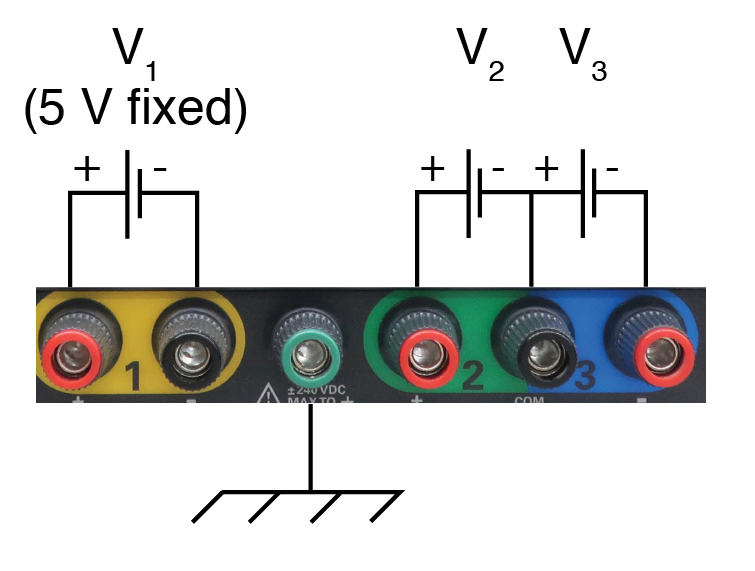 V1
(5 V fixed)
V2
V3
+ -
+ - + -
1
2
3
±240 VDC
MAX TO
+ -
+ COM -